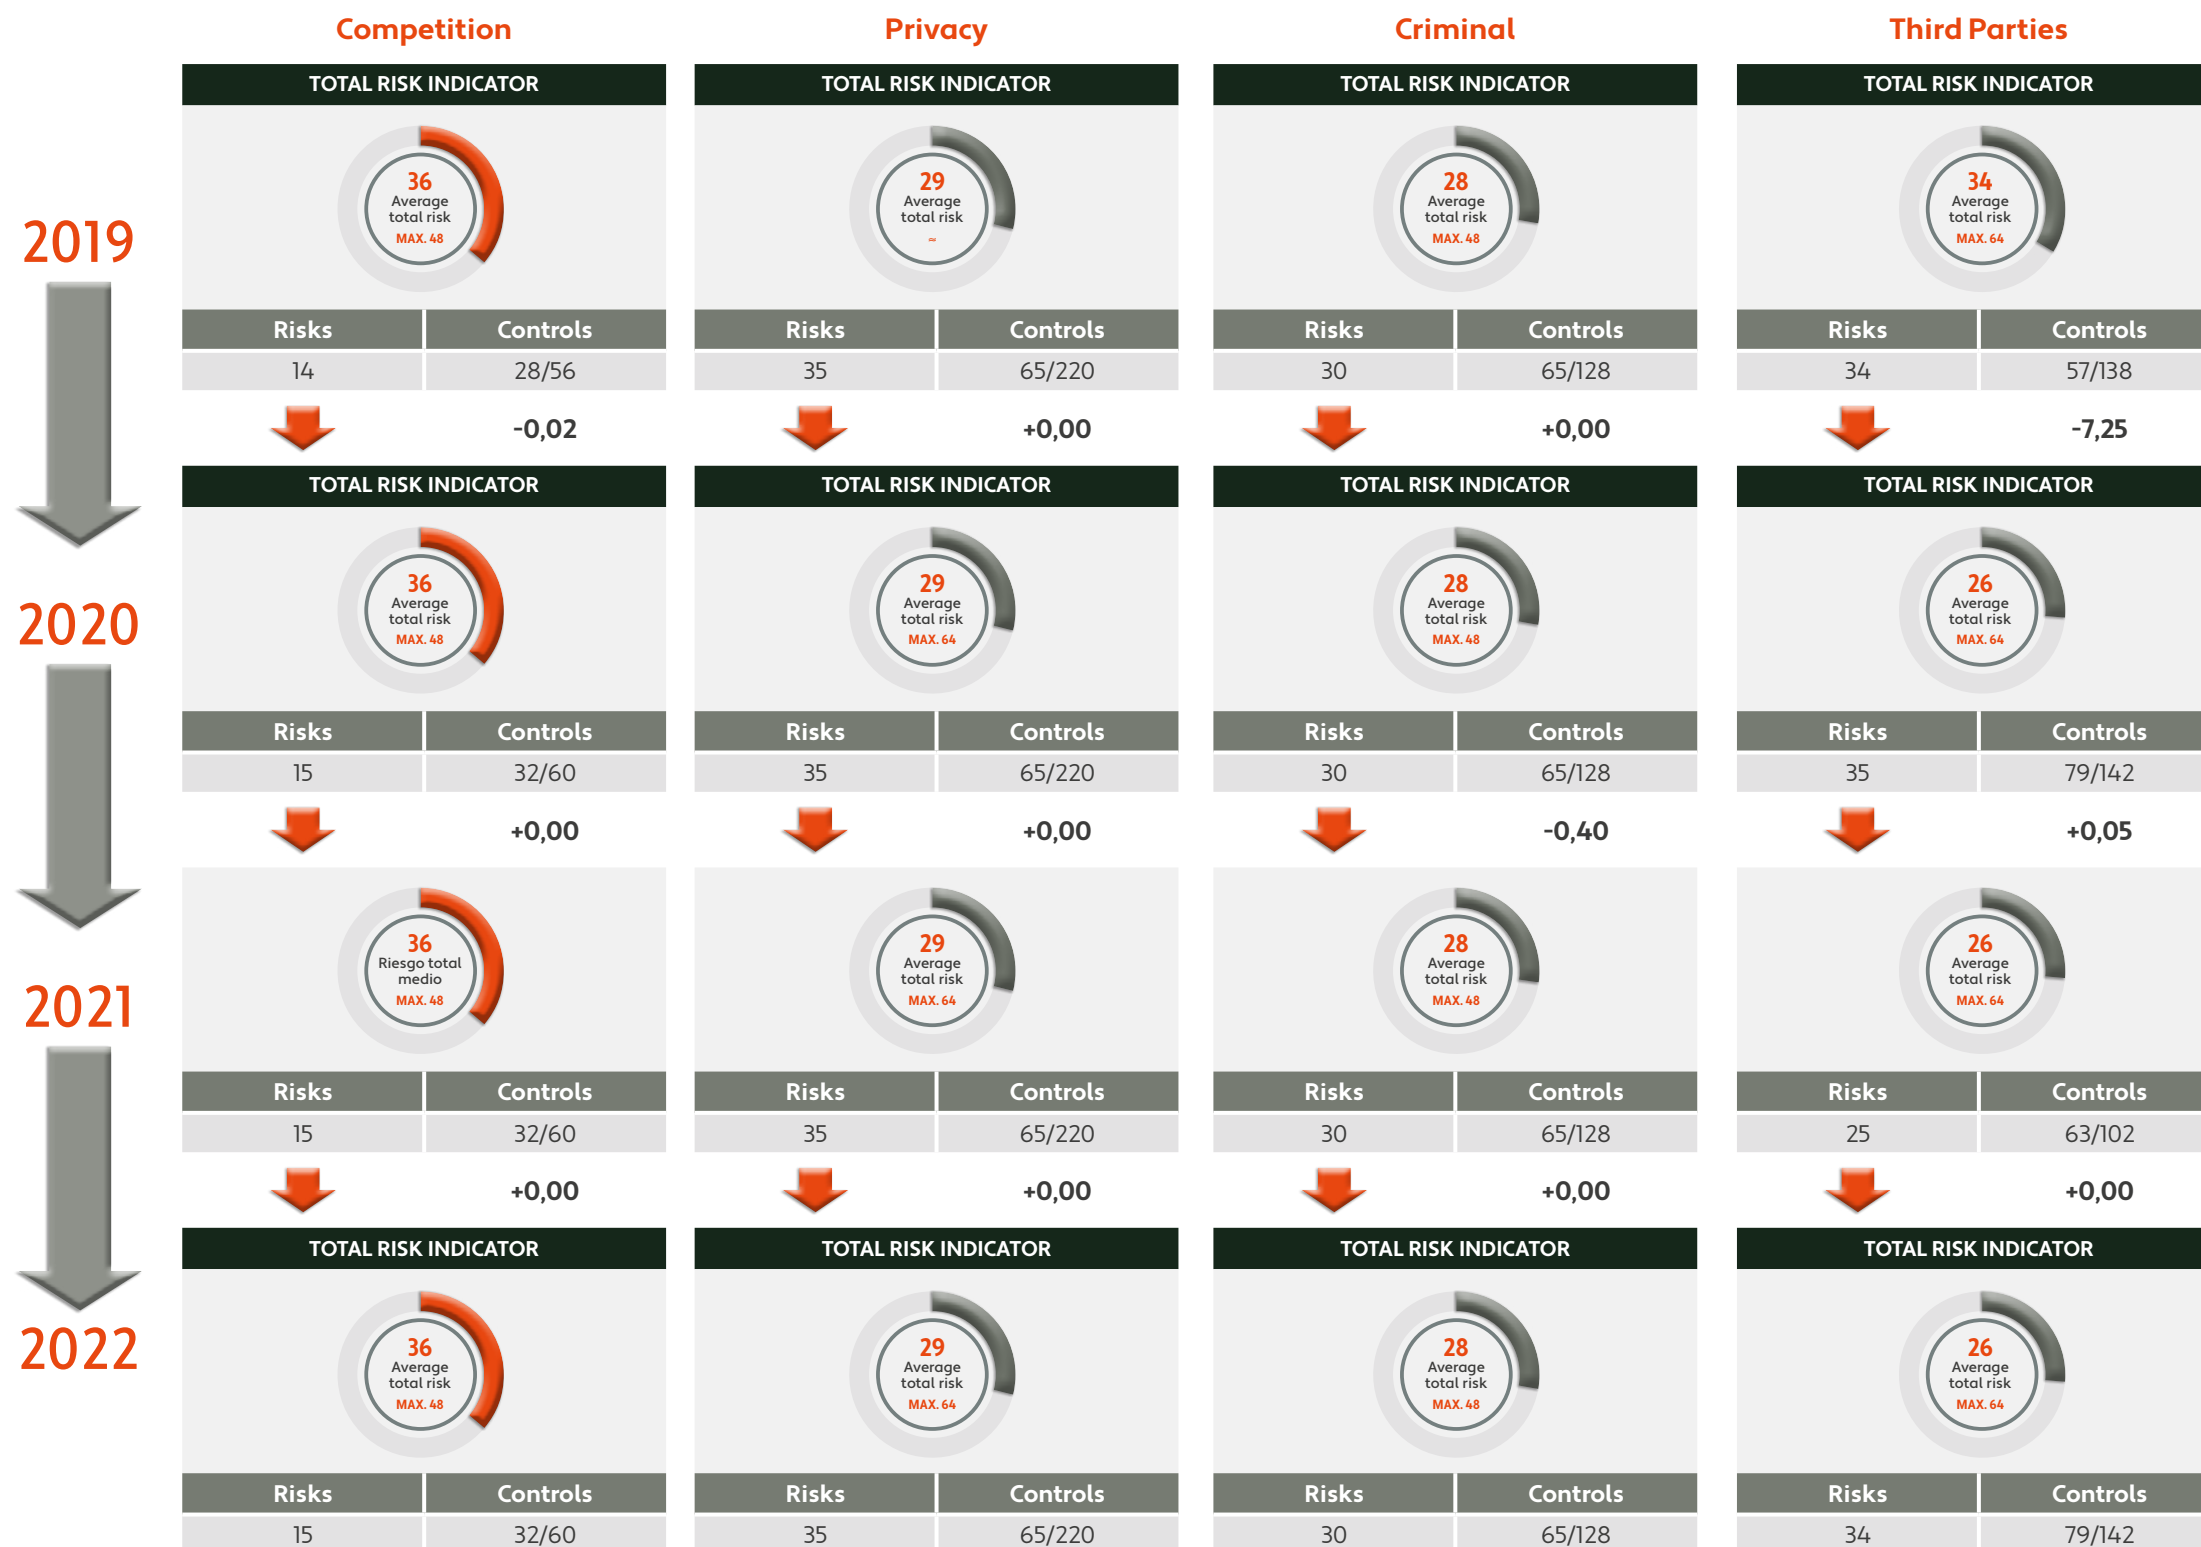 Competition Privacy Criminal Third Parties
TOTAL RISK INDICATOR TOTAL RISK INDICATOR TOTAL RISK INDICATOR TOTAL RISK INDICATOR
36 29 28 34
Average Average Average Average
total risk total risk total risk total risk
MAX. 48 ≈ MAX. 48 MAX. 64
2019
Risks Controls Risks Controls Risks Controls Risks Controls
14 28/56 35 65/220 30 65/128 34 57/138
-0,02 +0,00 +0,00 -7,25
TOTAL RISK INDICATOR TOTAL RISK INDICATOR TOTAL RISK INDICATOR TOTAL RISK INDICATOR
36 29 28 26
Average Average Average Average
total risk total risk total risk total risk
MAX. 48 MAX. 64 MAX. 48 MAX. 64
2020
Risks Controls Risks Controls Risks Controls Risks Controls
15 32/60 35 65/220 30 65/128 35 79/142
+0,00 +0,00 -0,40 +0,05
36 29 28 26
Riesgo total Average Average Average
medio total risk total risk total risk
MAX. 48 MAX. 64 MAX. 48 MAX. 64
2021
Risks Controls Risks Controls Risks Controls Risks Controls
15 32/60 35 65/220 30 65/128 25 63/102
+0,00 +0,00 +0,00 +0,00
TOTAL RISK INDICATOR TOTAL RISK INDICATOR TOTAL RISK INDICATOR TOTAL RISK INDICATOR
2022
36 29 28 26
Average Average Average Average
total risk total risk total risk total risk
MAX. 48 MAX. 64 MAX. 48 MAX. 64
Risks Controls Risks Controls Risks Controls Risks Controls
15 32/60 35 65/220 30 65/128 34 79/142